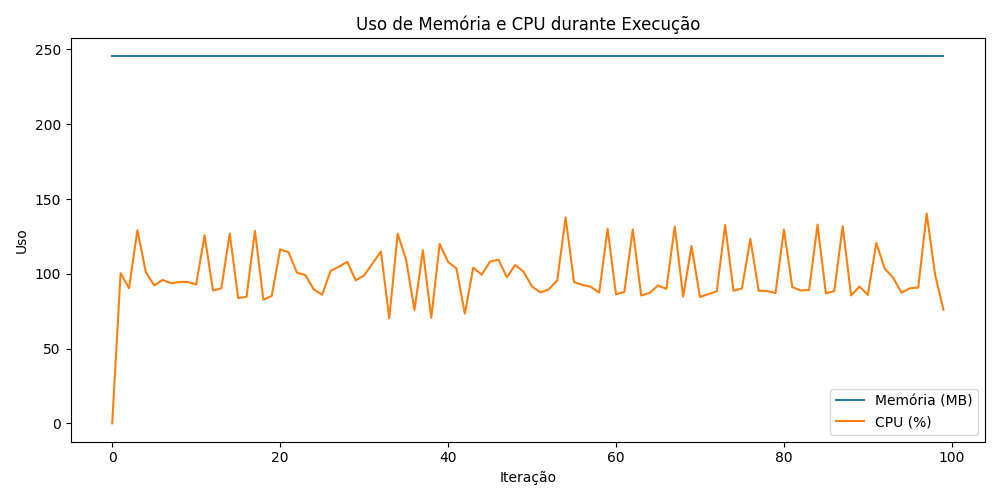 Uso de Memória e CPU durante Execução
250
200
150
100
50
0
Uso
0 20 40 60 80 100
Iteração
Memória (MB)
CPU (%)